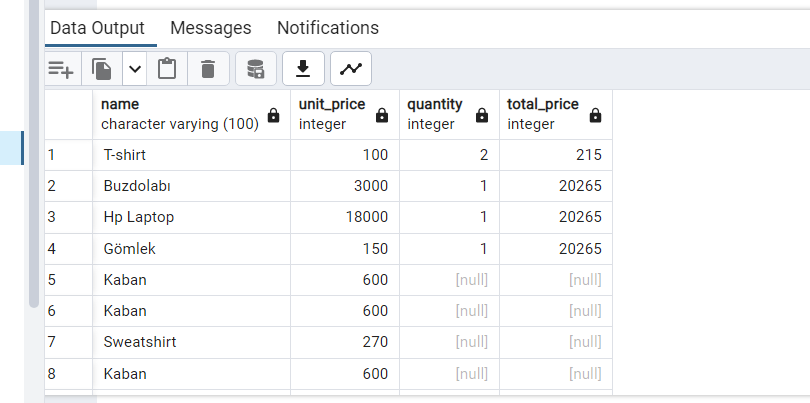 Data Output Messages Notifications
name unit_price quantity total_price
character varying (100) integer integer integer
1 T-shirt 100 2 215
2 Buzdolabı 3000 1 20265
3 Hp Laptop 18000 1 20265
4 Gömlek 150 1 20265
5 Kaban 600 [null] [null]
6 Kaban 600 [null] [null]
7 Sweatshirt 270 [null] [null]
8 Kaban 600 [null] [null]